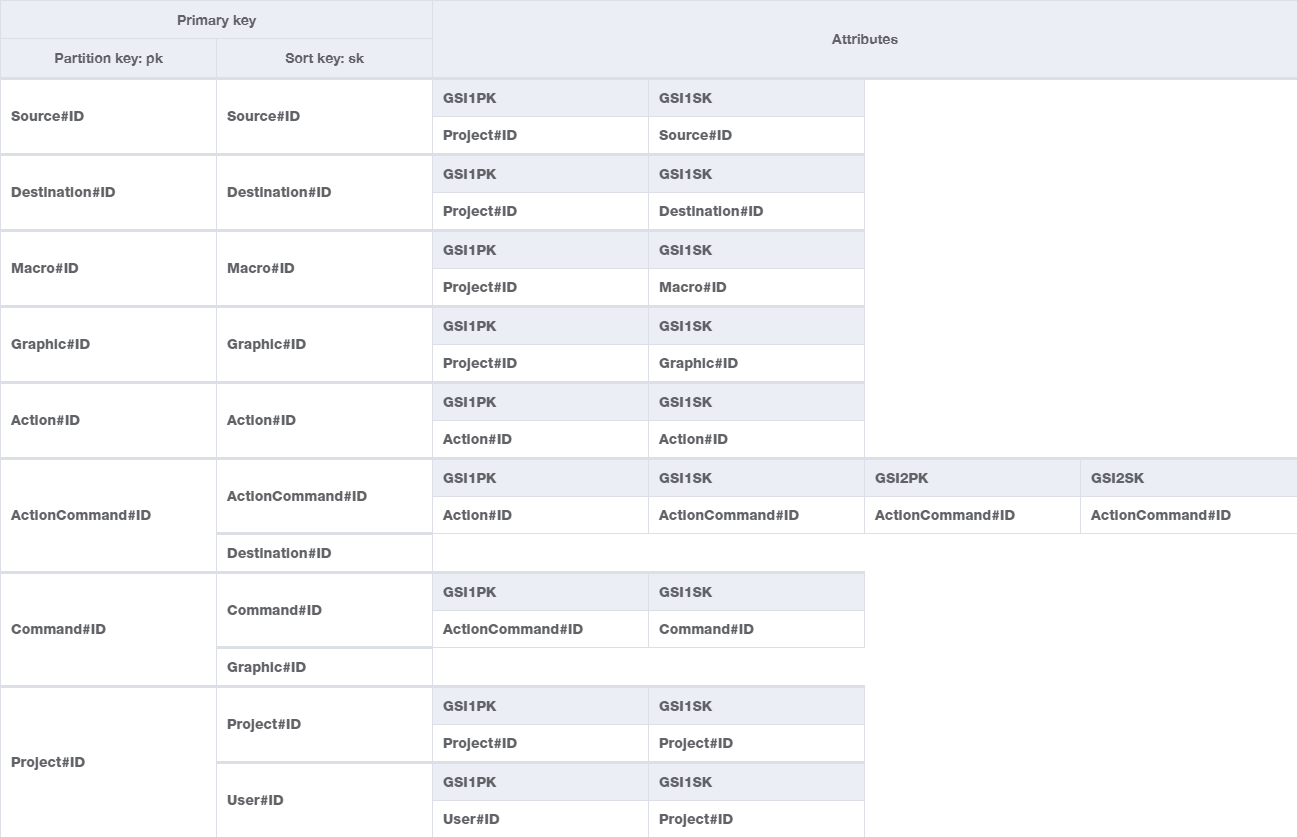 Primary key
Attributes
Partition key: pk Sort key: sk
Source#ID Source#ID GSI1PK GSI1SK
Project#ID Source#ID
Destination#ID Destination#ID GSI1PK GSI1SK
Project#ID Destination#ID
Macro#ID Macro#ID GSI1PK GSI1SK
Project#ID Macro#ID
Graphic#ID Graphic#ID GSI1PK GSI1SK
Project#ID Graphic#ID
Action#ID Action#ID GSI1PK GSI1SK
Action#ID Action#ID
ActionCommand#ID ActionCommand#ID GSI1PK GSI1SK GSI2PK GSI2SK
Action#ID ActionCommand#ID ActionCommand#ID ActionCommand#ID
Destination#ID
Command#ID Command#ID GSI1PK GSI1SK
ActionCommand#ID Command#ID
Graphic#ID
Project#ID Project#ID GSI1PK GSI1SK
Project#ID Project#ID
User#ID GSI1PK GSI1SK
User#ID Project#ID